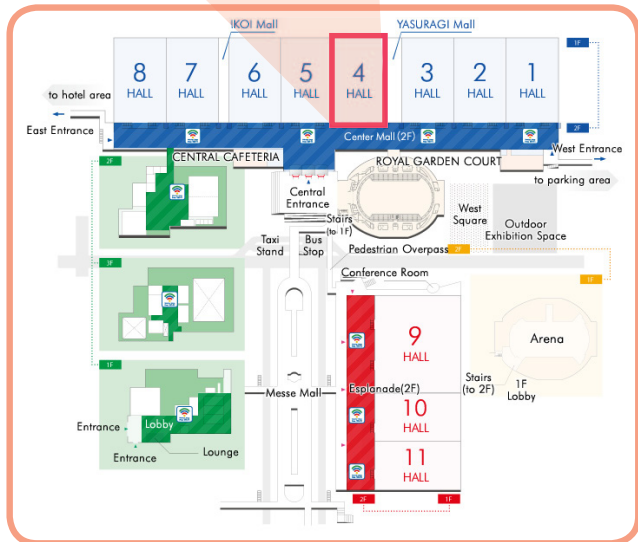 IKOI Mall
YASURAGI Mall
1F
8
HALL
7
HALL
6
HALL
5
HALL
4
HALL
3
HALL
2
HALL
1
HALL
to hotel area
East Entrance
Center Mall (2F)
2F
West Entrance
2F
CENTRAL CAFETERIA
ROYAL GARDEN COURT
to parking area
Central
Entrance
Stairs
(to 1F)
West
Square
Outdoor
Exhibition Space
Taxi
Stand
Bus
Stop
Pedestrian Overpass
2F
3F
Conference Room
1F
9
HALL
Arena
1F
Stairs
(to 2F)
1F
Lobby
Messe Mall
Esplanade(2F)
10
HALL
Entrance
Lobby
Lounge
Entrance
11
HALL
2F
1F